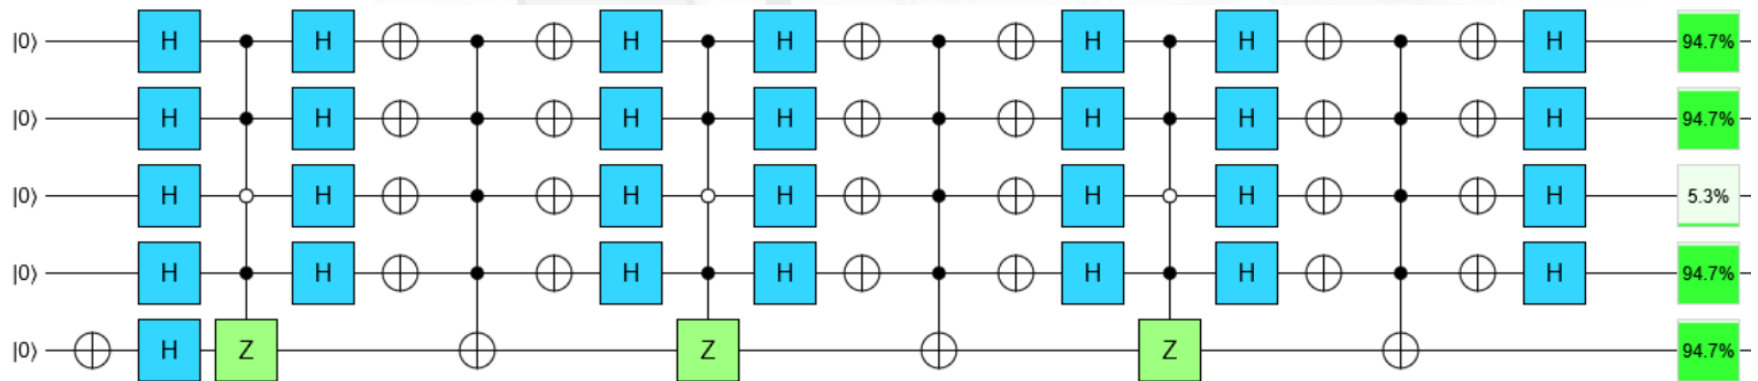 |0⟩ H H H H H H 94.7%
|0⟩ H H H H H H 94.7%
|0⟩ H H H H H H 5.3%
|0⟩ H H H H H H 94.7%
|0⟩ H Z Z Z 94.7%